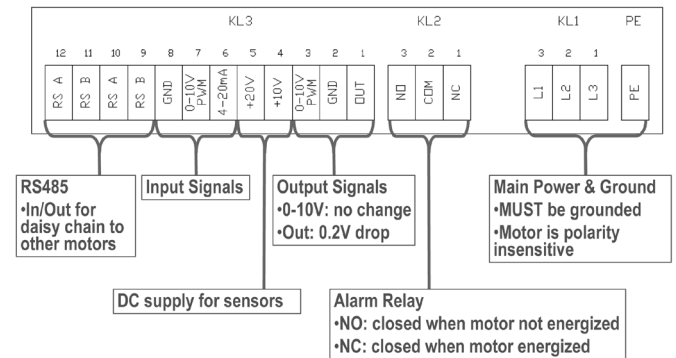 KL3 KL2 KL1 PE
12 11 10 9 8 7 6 5 4 3 2 1 3 2 1 3 2 1
RS A
RS B
RS A
RS B
GND
0-10V
PWM
4-20mA
+20V
+10V
0-10V
PWM
GND
OUT
NO
COM
NC
L1
L2
L3
PE
RS485
•In/Out for
daisy chain to
other motors
Input Signals
Output Signals
•0-10V: no change
•Out: 0.2V drop
Main Power & Ground
•MUST be grounded
•Motor is polarity
insensitive
DC supply for sensors
Alarm Relay
•NO: closed when motor not energized
•NC: closed when motor energized